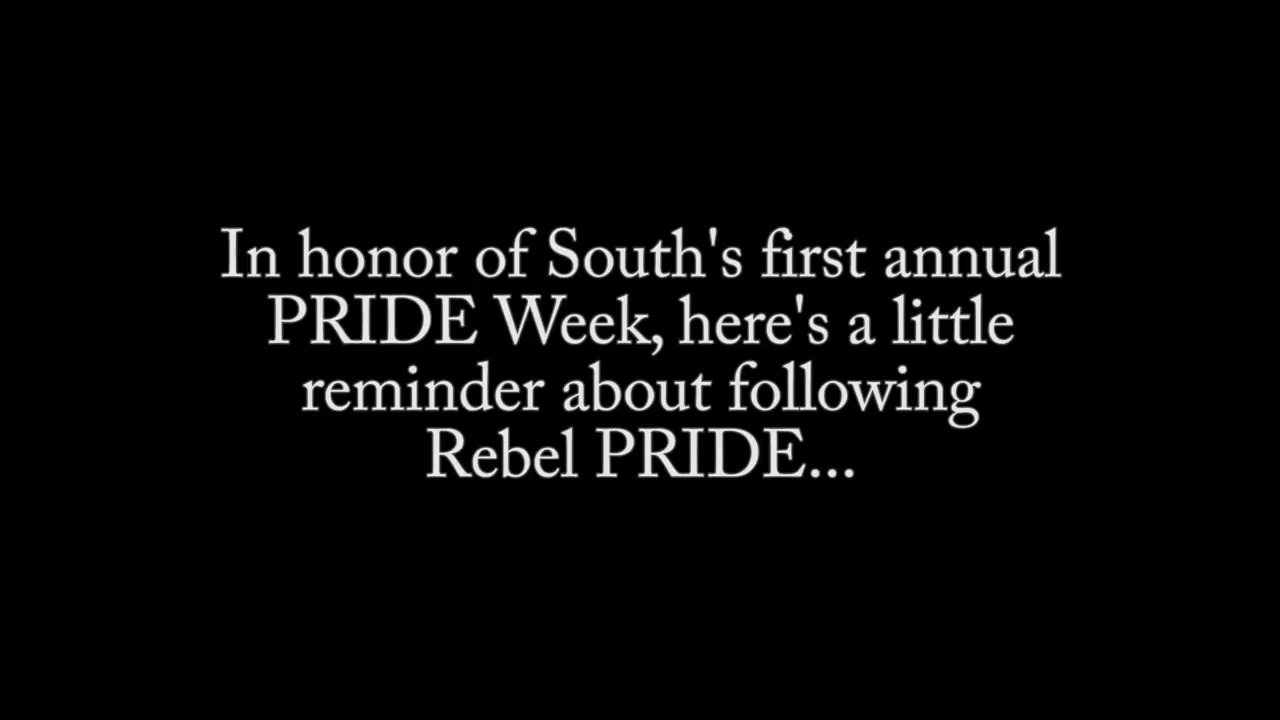 In honor of South's first annual
PRIDE Week, here's a little
reminder about following
Rebel PRIDE...